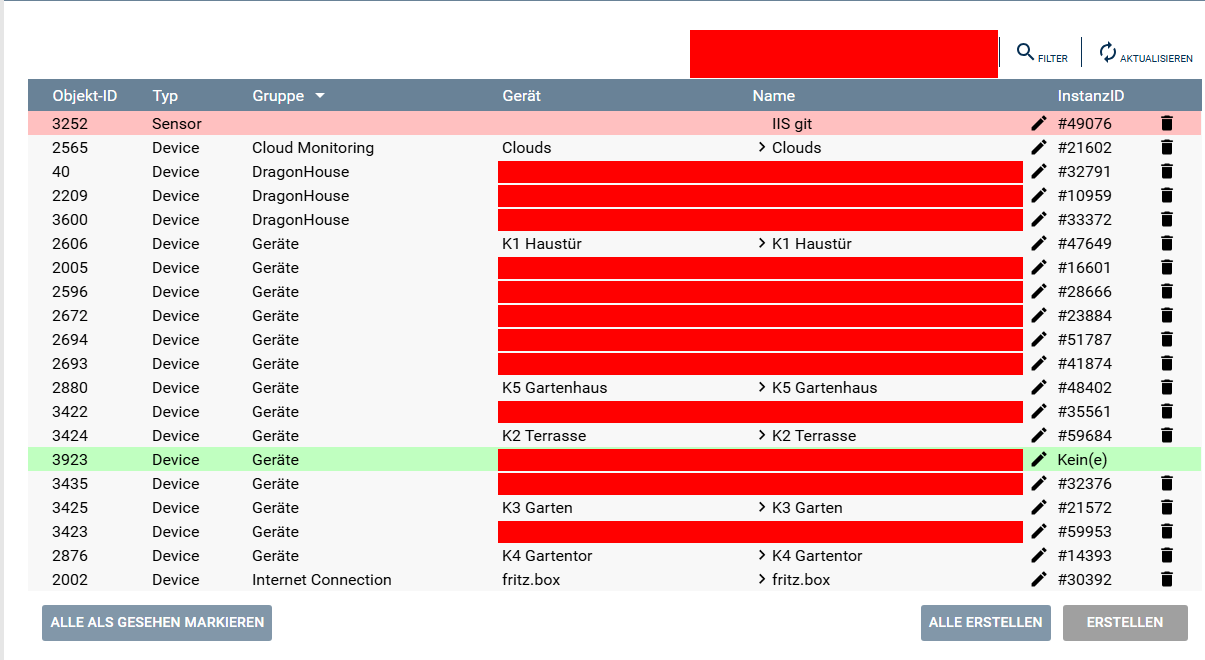 FILTER AKTUALISIEREN
Objekt-ID Typ Gruppe Gerät Name InstanzID
3252 Sensor IIS git #49076
2565 Device Cloud Monitoring Clouds > Clouds #21602
40 Device DragonHouse #32791
2209 Device DragonHouse #10959
3600 Device DragonHouse #33372
2606 Device Geräte K1 Haustür > K1 Haustür #47649
2005 Device Geräte #16601
2596 Device Geräte #28666
2672 Device Geräte #23884
2694 Device Geräte #51787
2693 Device Geräte #41874
2880 Device Geräte K5 Gartenhaus > K5 Gartenhaus #48402
3422 Device Geräte #35561
3424 Device Geräte K2 Terrasse > K2 Terrasse #59684
3923 Device Geräte Kein(e)
3435 Device Geräte #32376
3425 Device Geräte K3 Garten > K3 Garten #21572
3423 Device Geräte #59953
2876 Device Geräte K4 Gartentor > K4 Gartentor #14393
2002 Device Internet Connection fritz.box > fritz.box #30392
ALLE ALS GESEHEN MARKIEREN ALLE ERSTELLEN ERSTELLEN